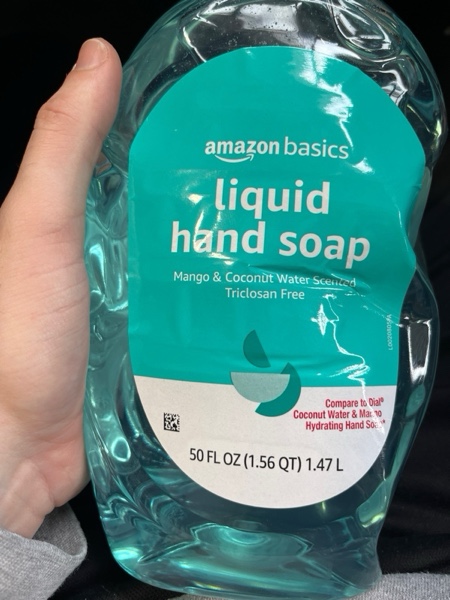 amazon basics
liquid
hand soap
Mango & Coconut Water Scented
Triclosan Free
Compare to Dial®
Coconut Water & Mango
Hydrating Hand Soap*
50 FL OZ (1.56 QT) 1.47 L